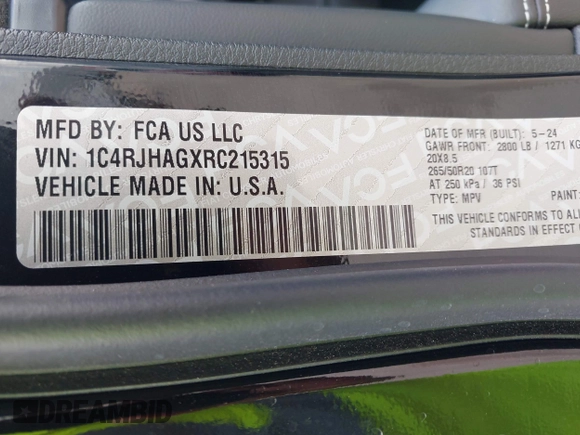 MFD BY: FCA US LLC
VIN: 1C4RJHAGXRC215315
VEHICLE MADE IN: U.S.A.
DATE OF MFR (BUILT): 5-24
GAWR FRONT: 2800 LB / 1271 KG
20X8.5
265/50R20 107T
AT 250 kPa / 36 PSI
TYPE: MPV PAINT:
THIS VEHICLE CONFORMS TO ALL
STANDARDS IN EFFECT
DREAMBID